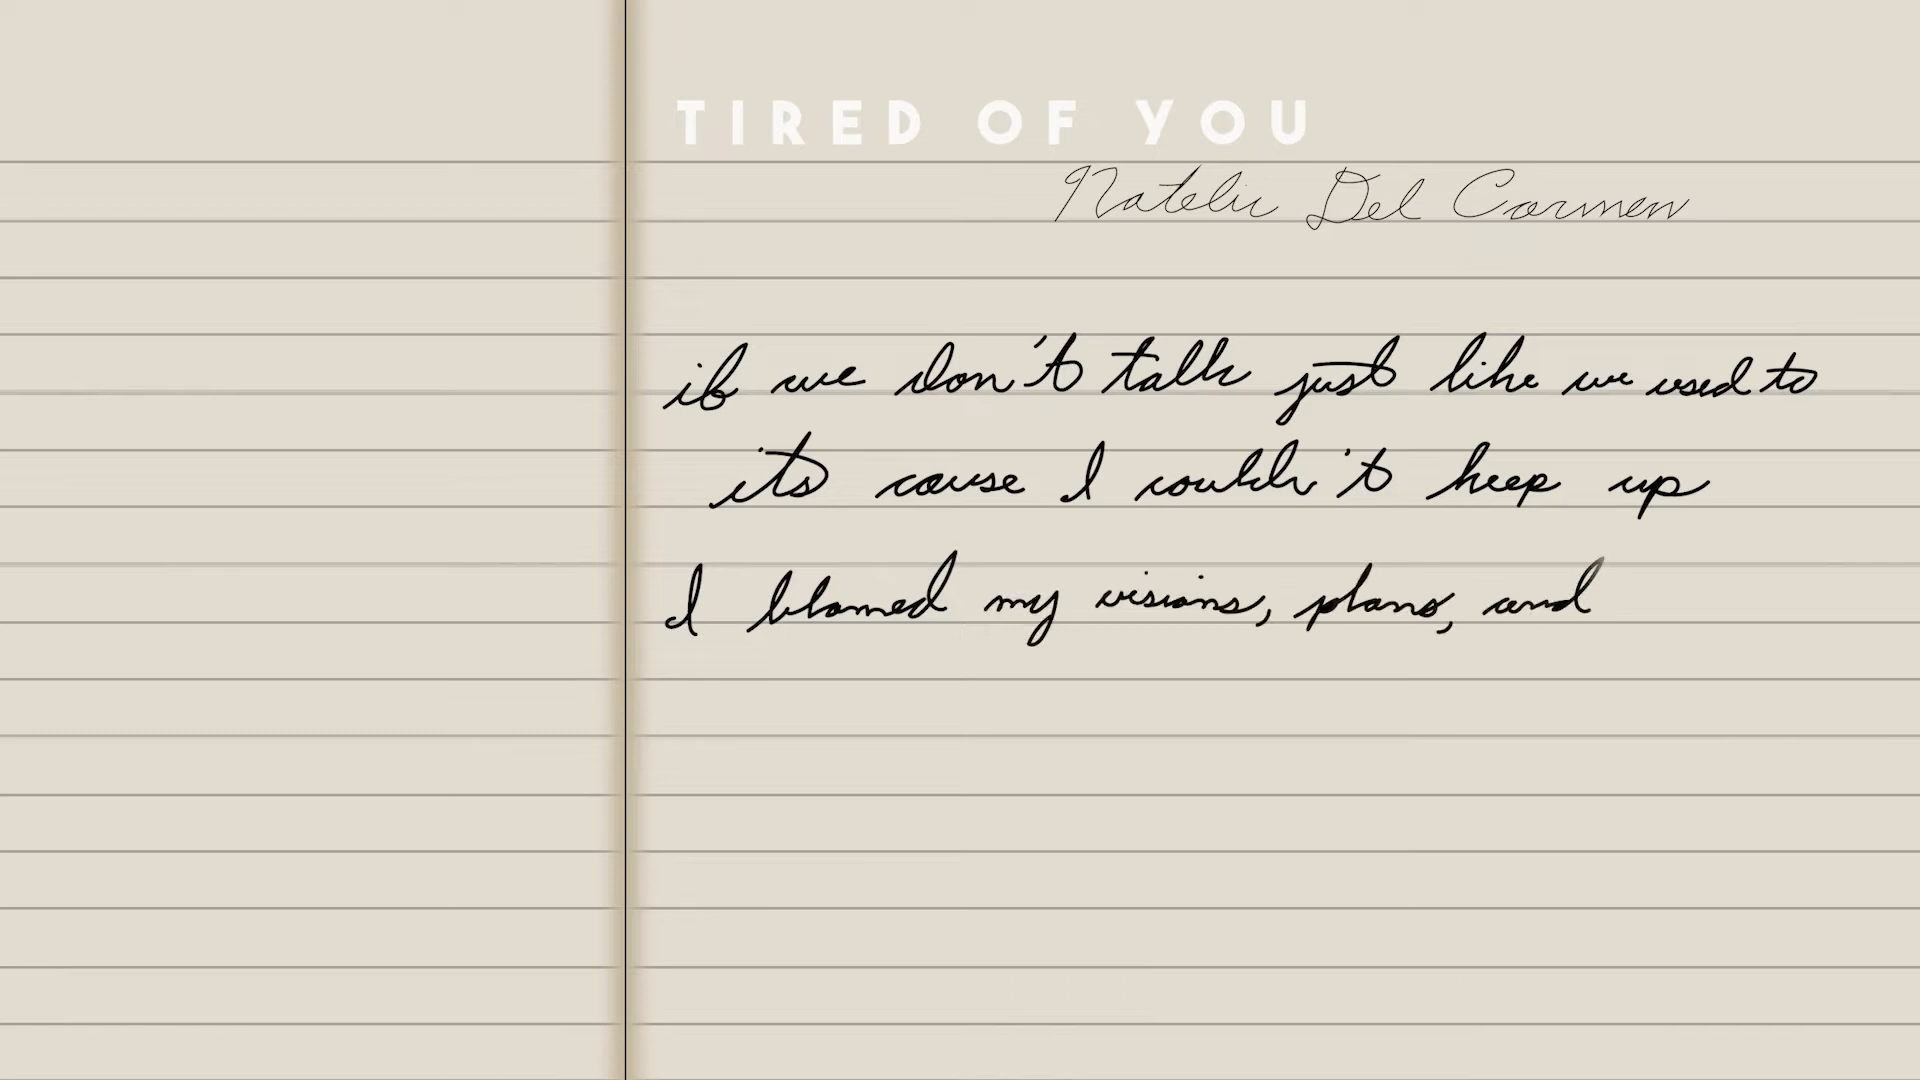 TIRED OF YOU
Natalie Del Carmen
if we don't talk just like we used to
its cause I couldn't keep up
I blamed my visions, plans, and